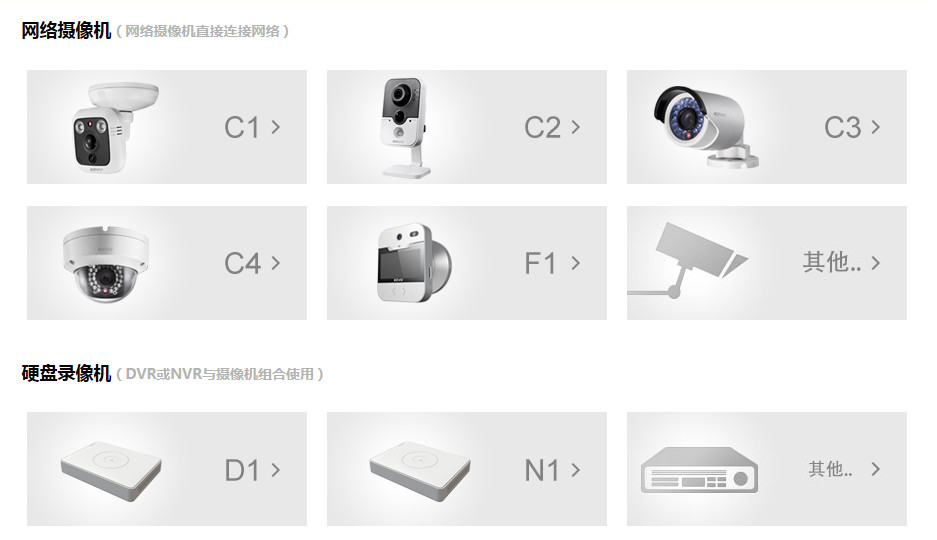 网络摄像机（网络摄像机直接连接网络）
C1 >
C2 >
C3 >
C4 >
F1 >
其他.. >
硬盘录像机（DVR或NVR与摄像机组合使用）
D1 >
N1 >
其他.. >